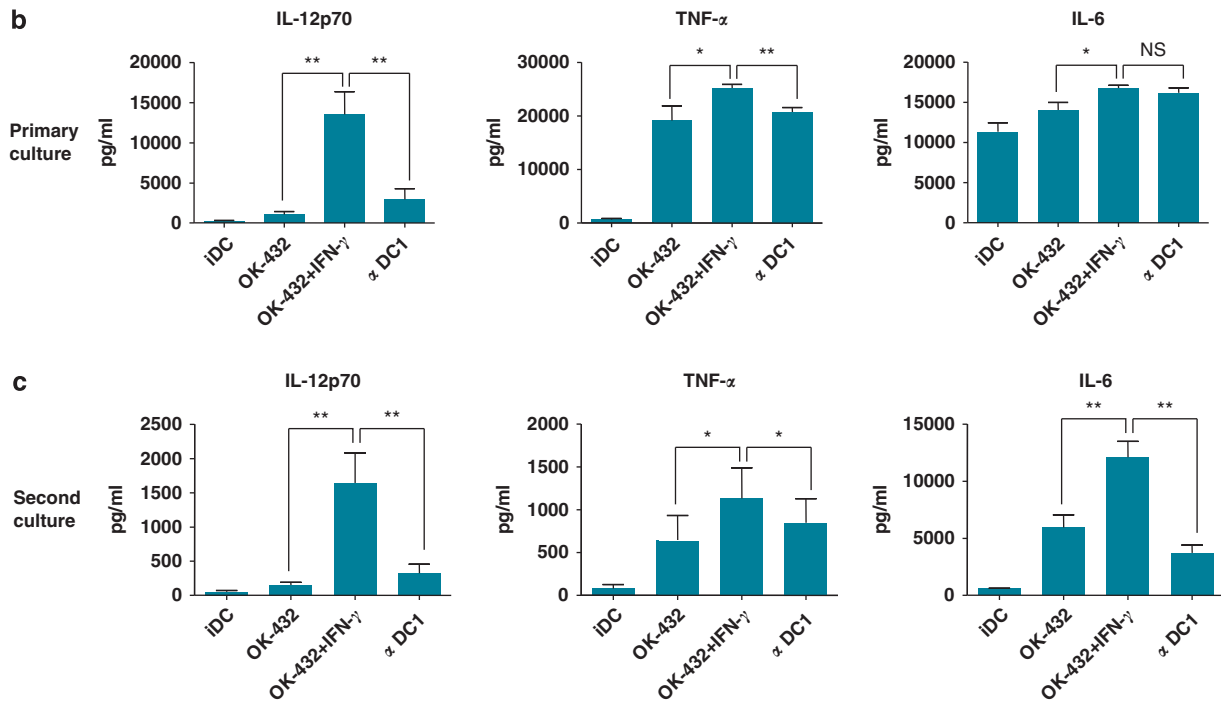 b
IL-12p70
TNF-α
IL-6
Primary
culture
pg/ml
20000
15000
10000
5000
0
** **
iDC
OK-432
OK-432+IFN-γ
α DC1
pg/ml
30000
20000
10000
0
* **
iDC
OK-432
OK-432+IFN-γ
α DC1
pg/ml
20000
15000
10000
5000
0
* NS
iDC
OK-432
OK-432+IFN-γ
α DC1
c
IL-12p70
TNF-α
IL-6
Second
culture
pg/ml
2500
2000
1500
1000
500
0
** **
iDC
OK-432
OK-432+IFN-γ
α DC1
pg/ml
2000
1500
1000
500
0
* *
iDC
OK-432
OK-432+IFN-γ
α DC1
pg/ml
15000
10000
5000
0
** **
iDC
OK-432
OK-432+IFN-γ
α DC1